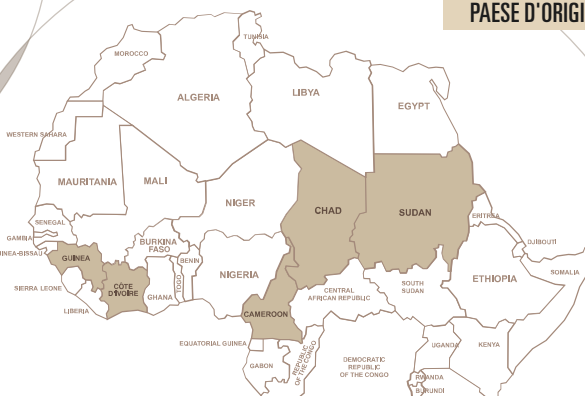 PAESE D'ORIGI
TUNISIA
MOROCCO
ALGERIA
LIBYA
EGYPT
WESTERN SAHARA
MAURITANIA
MALI
NIGER
CHAD
SUDAN
ERITREA
SENEGAL
GAMBIA
INEA-BISSAU
GUINEA
BURKINA
FASO
BENIN
TOGO
NIGERIA
DJIBOUTI
SOMALIA
ETHIOPIA
SIERRA LEONE
CÔTE
D'IVOIRE
GHANA
LIBERIA
CENTRAL
AFRICAN REPUBLIC
SOUTH
SUDAN
CAMEROON
EQUATORIAL GUINEA
GABON
REPUBLIC
OF THE CONGO
DEMOCRATIC
REPUBLIC
OF THE CONGO
UGANDA
KENYA
RWANDA
BURUNDI